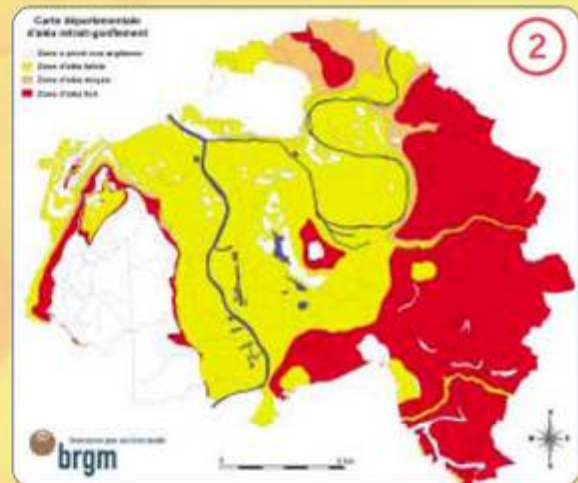 Carte départementale
d'aléa retrait-gonflement
Zone a priori non argileuse
Zone d'aléa faible
Zone d'aléa moyen
Zone d'aléa fort
2
brgm